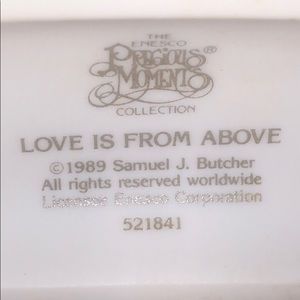 THE
ENESCO
PRECIOUS
MOMENTS®
COLLECTION
LOVE IS FROM ABOVE
©1989 Samuel J. Butcher
All rights reserved worldwide
Licensor Enesco Corporation
521841